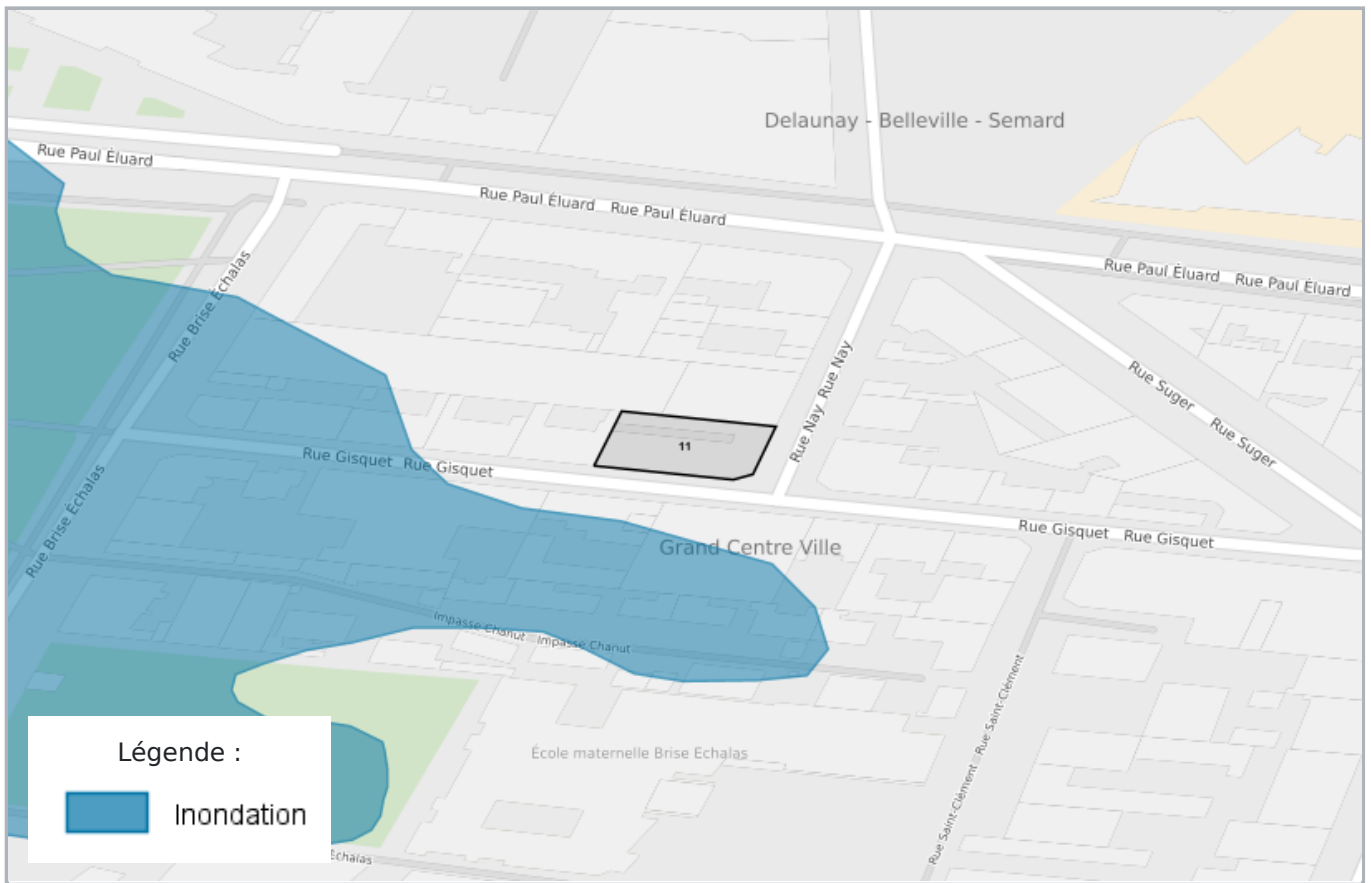 Delaunay - Belleville - Semard
Rue Paul Éluard
Rue Paul Éluard Rue Paul Éluard
Rue Paul Éluard Rue Paul Éluard
Rue Brise Échalas
Rue Nay Rue Nay
Rue Suger Rue Suger
11
Rue Gisquet Rue Gisquet
Rue Brise Échalas
Rue Gisquet Rue Gisquet
Grand Centre Ville
Impasse Chanut Impasse Chanut
Rue Saint-Clément Rue Saint-Clément
École maternelle Brise Echalas
Légende :
Inondation
Échalas